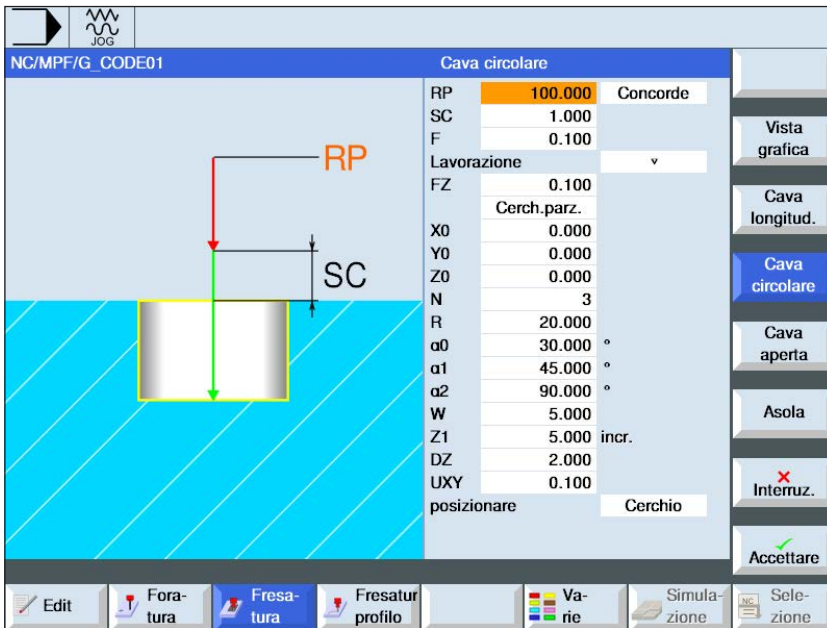 JOG
NC/MPF/G_CODE01
Cava circolare
RP
SC
RP 100.000 Concorde
SC 1.000
F 0.100
Lavorazione v
FZ 0.100
Cerch.parz.
X0 0.000
Y0 0.000
Z0 0.000
N 3
R 20.000
α0 30.000 °
α1 45.000 °
α2 90.000 °
W 5.000
Z1 5.000 incr.
DZ 2.000
UXY 0.100
posizionare Cerchio
Vista
grafica
Cava
longitud.
Cava
circolare
Cava
aperta
Asola
Interruz.
Accettare
Edit
Fora-
tura
Fresa-
tura
Fresatur
profilo
Va-
rie
Simula-
zione
NC
Sele-
zione